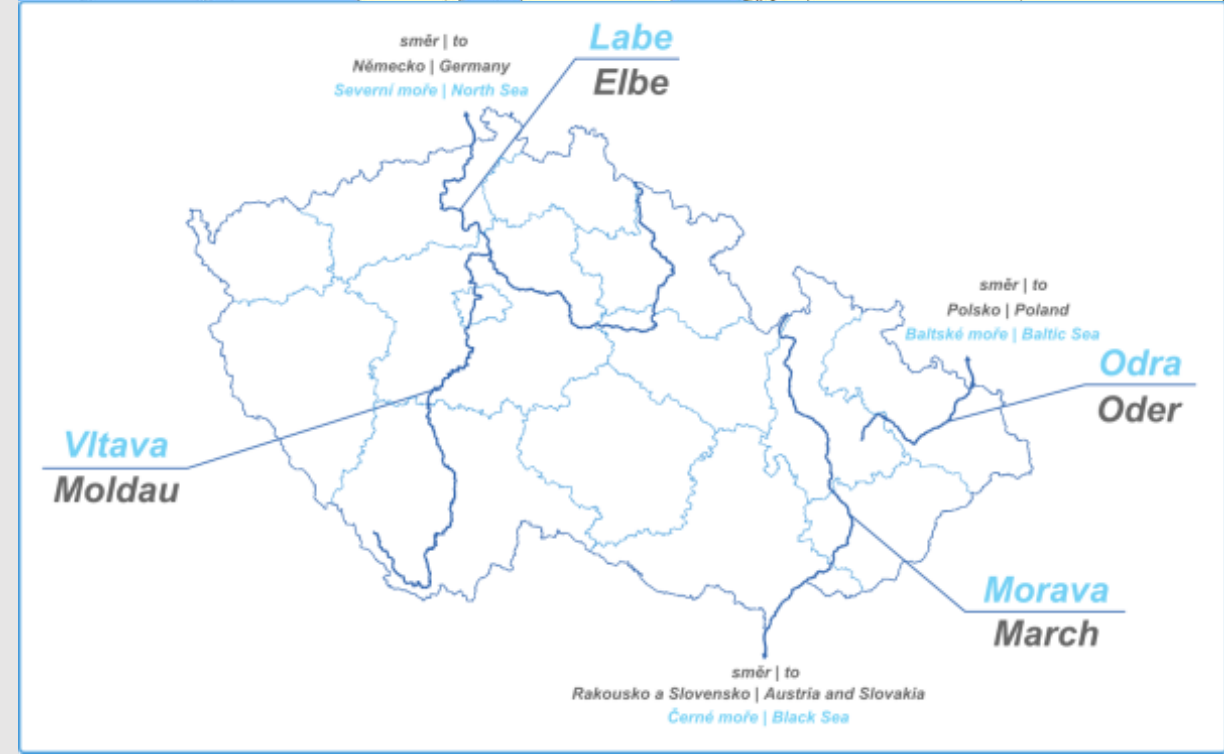 směr | to
Německo | Germany
Severní moře | North Sea
Labe
Elbe
směr | to
Polsko | Poland
Baltské moře | Baltic Sea
Odra
Oder
Vltava
Moldau
Morava
March
směr | to
Rakousko a Slovensko | Austria and Slovakia
Černé moře | Black Sea